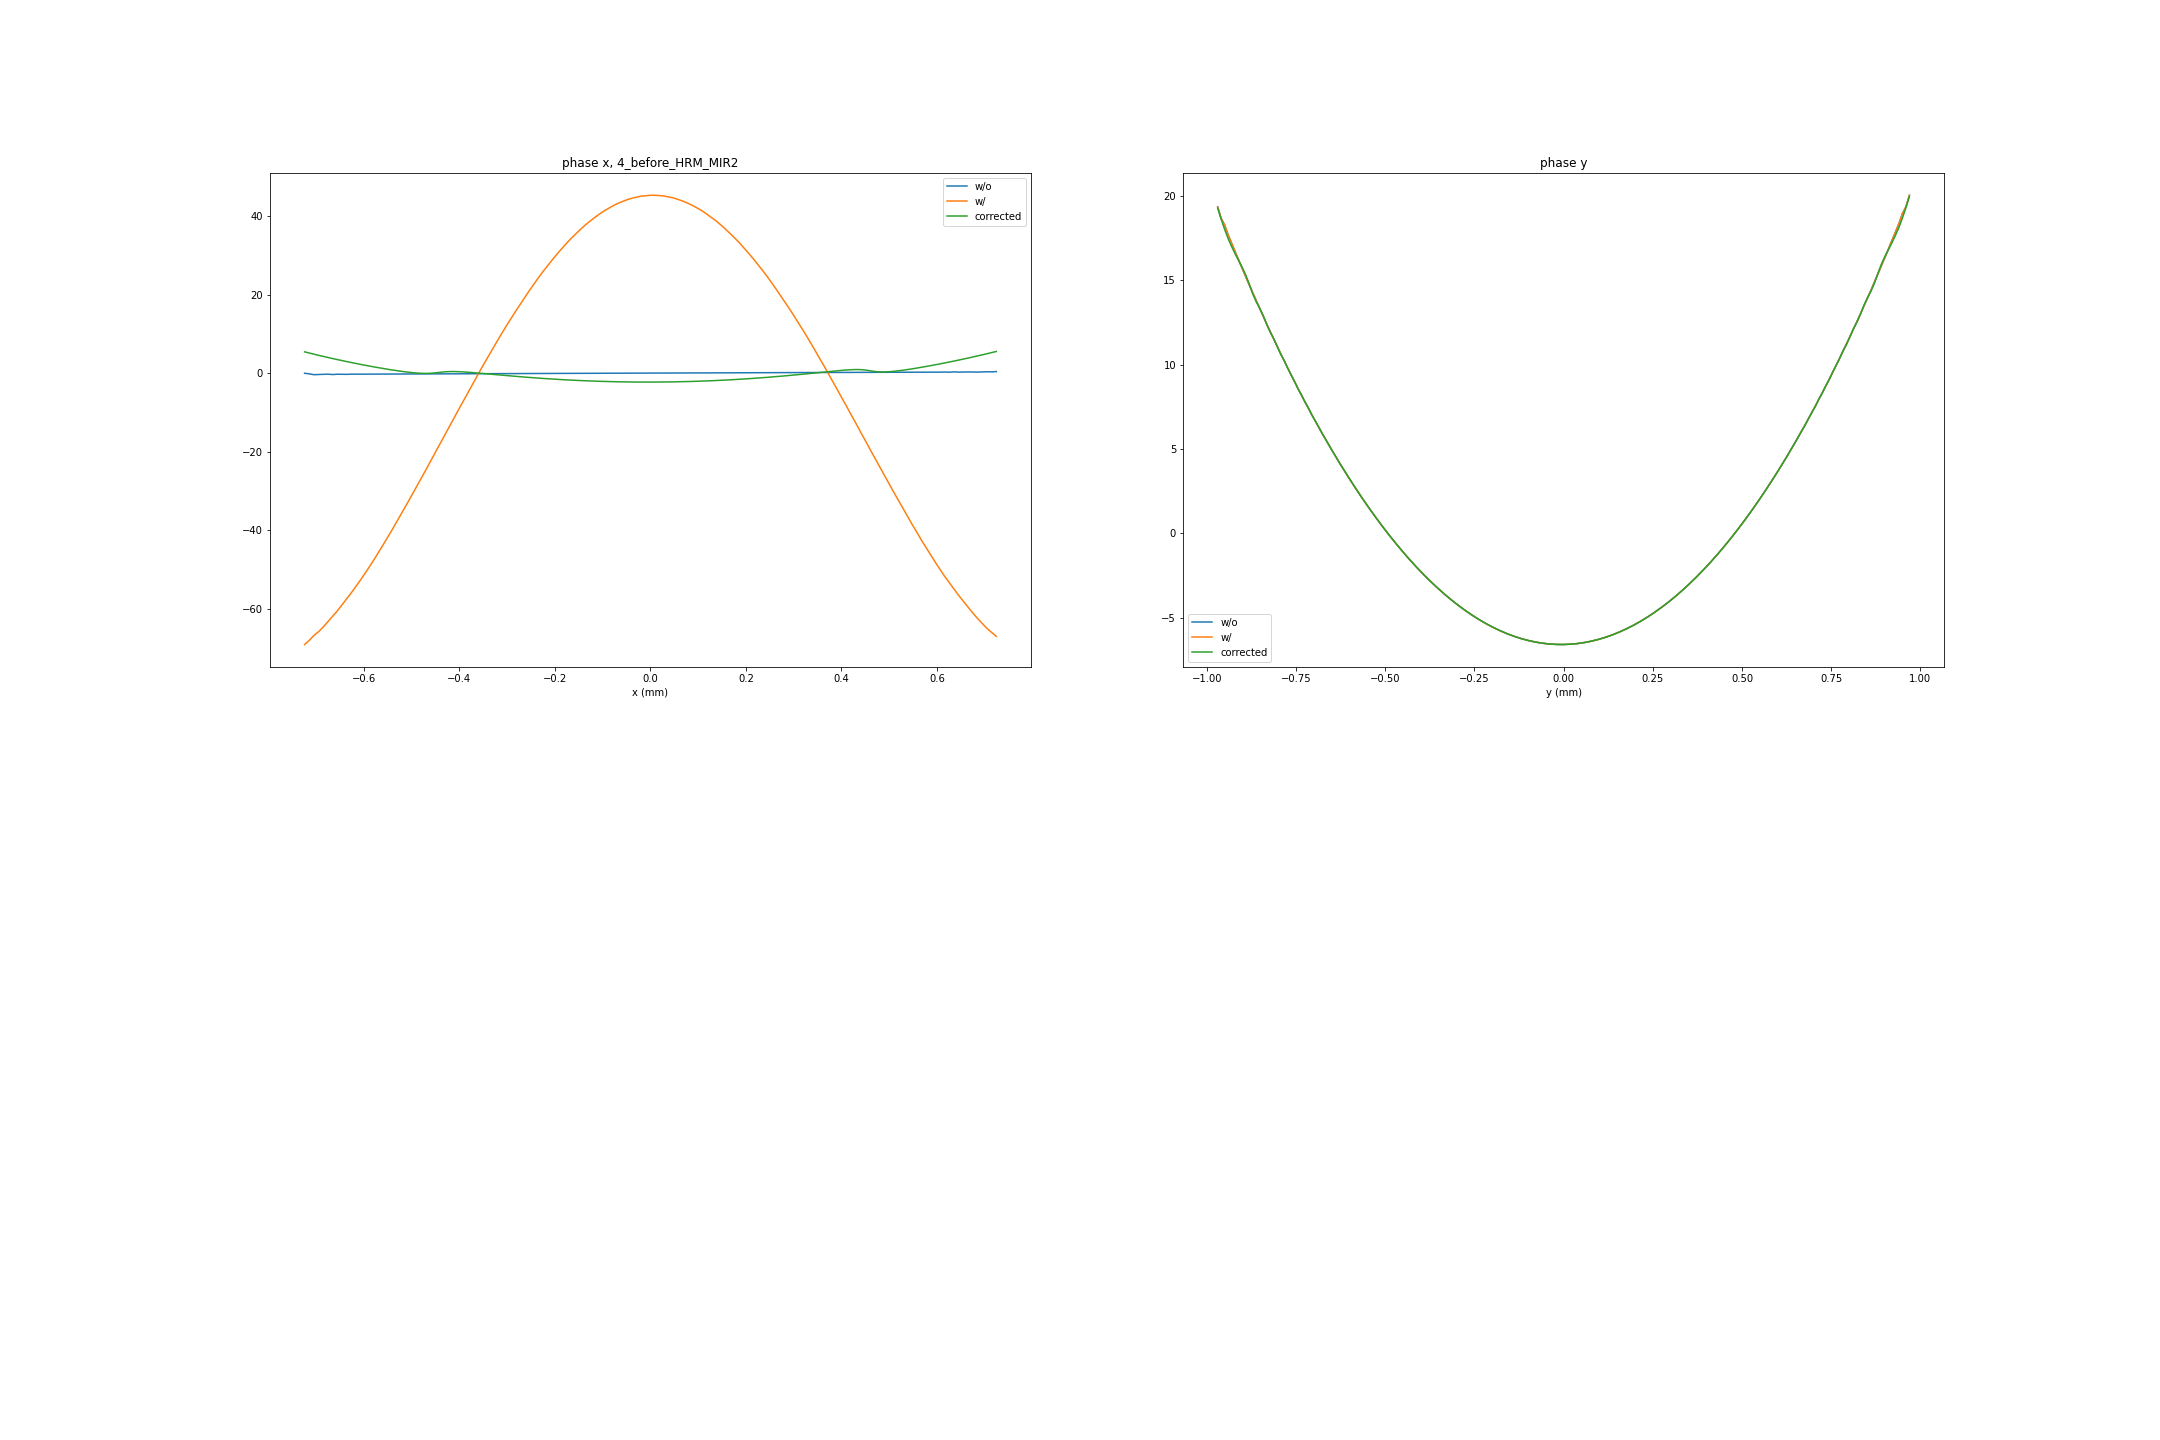 phase x, 4_before_HRM_MIR2
w/o
w/
corrected
40
20
0
−20
−40
−60
−0.6 −0.4 −0.2 0.0 0.2 0.4 0.6
x (mm)
phase y
20
15
10
5
0
−5
w/o
w/
corrected
−1.00 −0.75 −0.50 −0.25 0.00 0.25 0.50 0.75 1.00
y (mm)